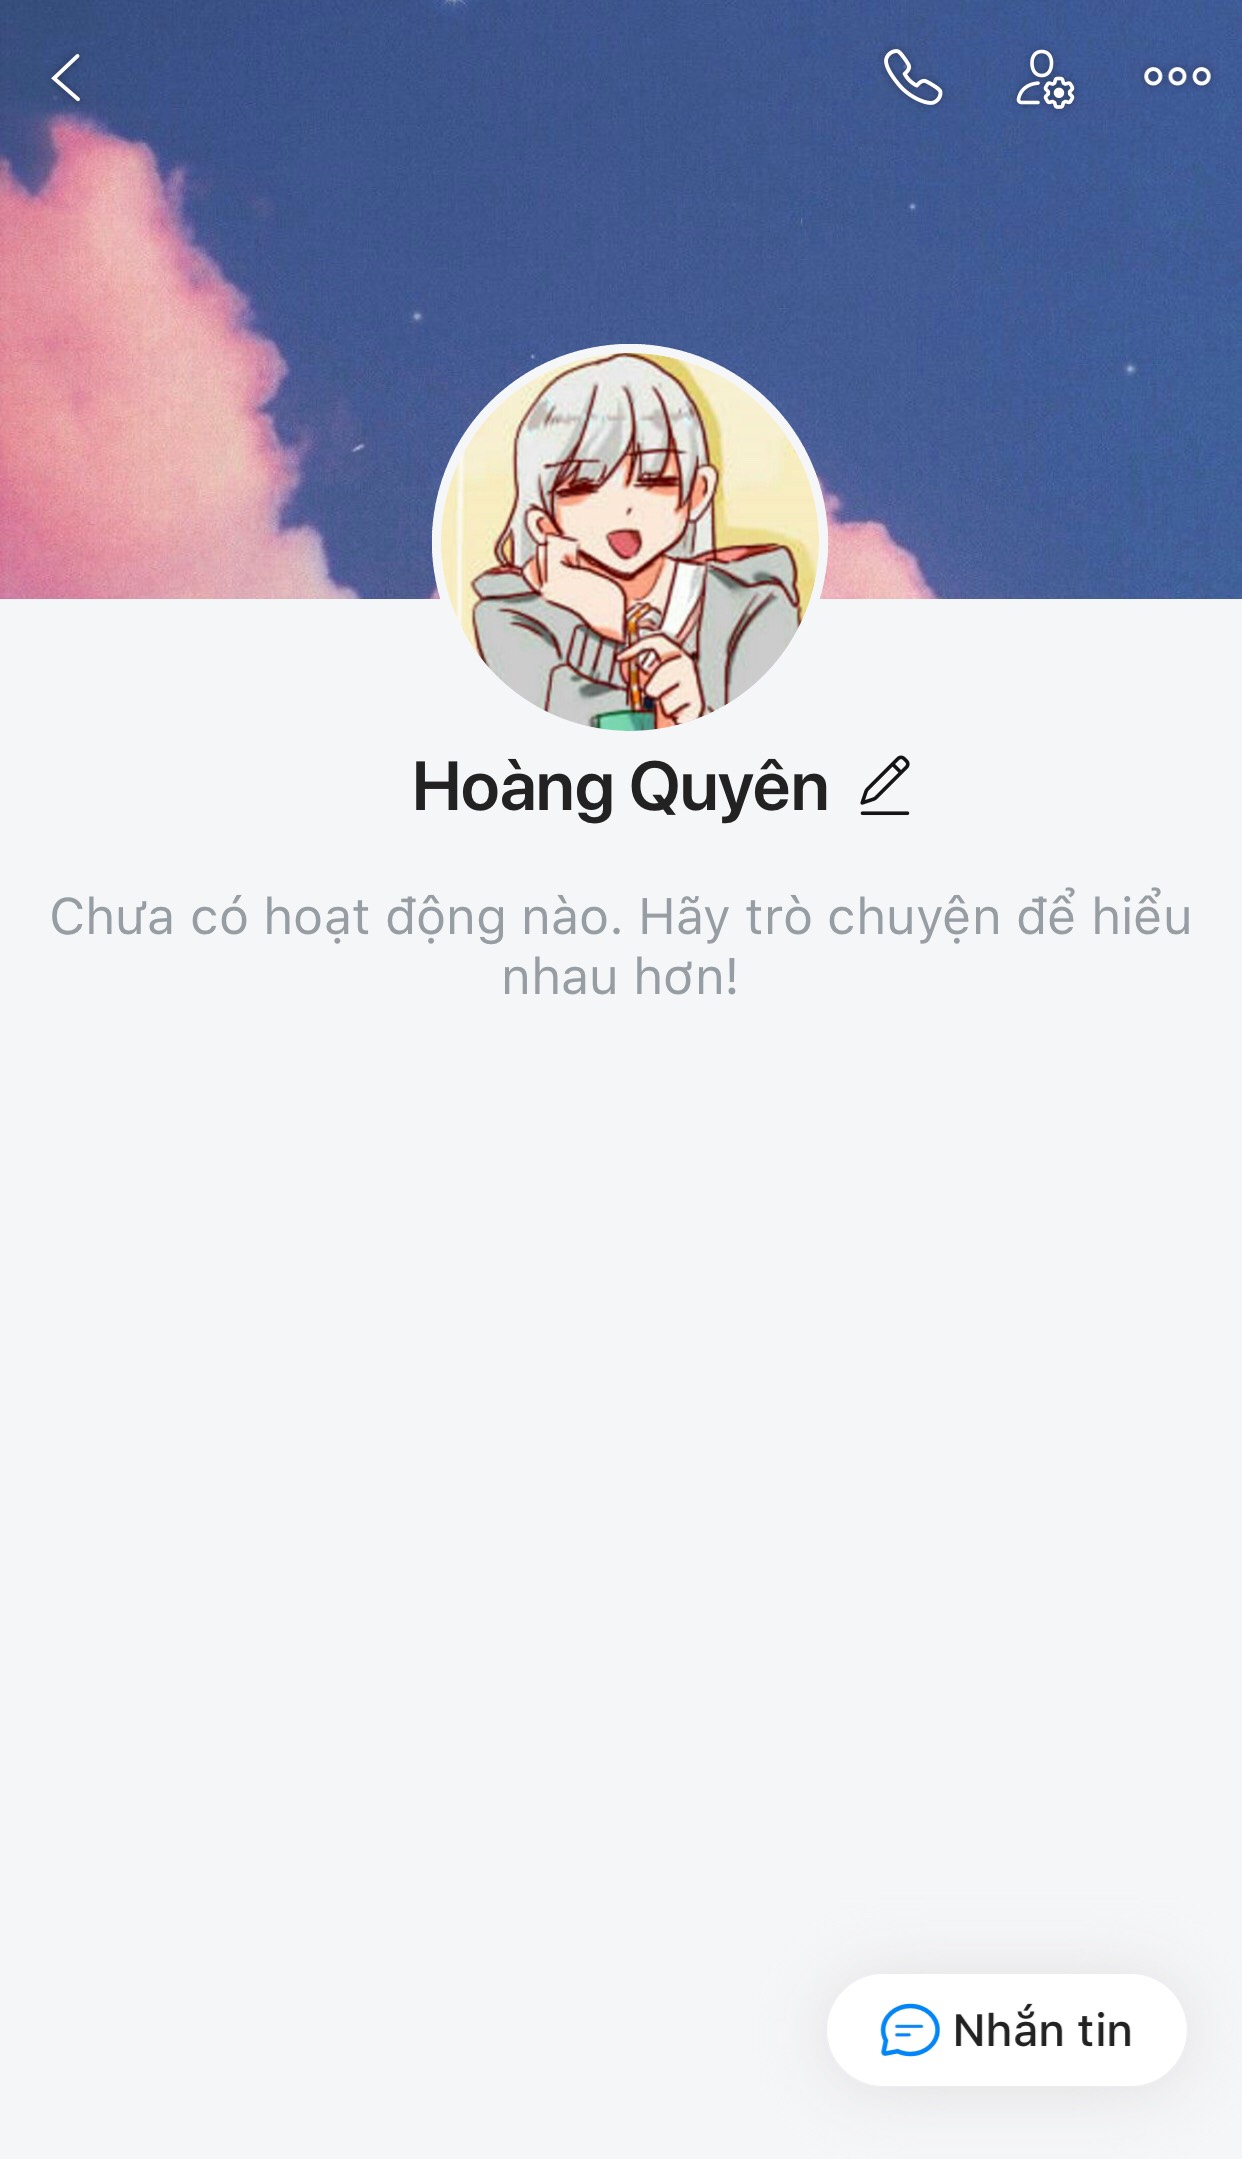 Hoàng Quyên
Chưa có hoạt động nào. Hãy trò chuyện để hiểu
nhau hơn!
Nhắn tin